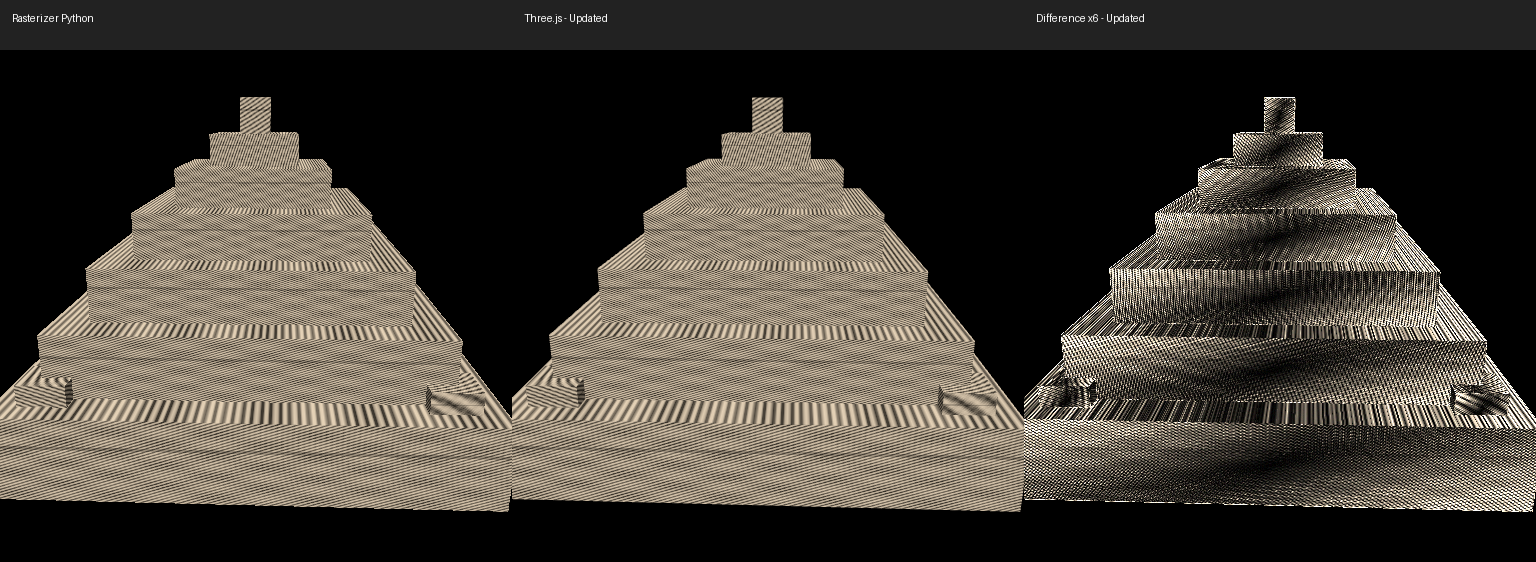 Rasterizer Python
Three.js - Updated
Difference x6 - Updated